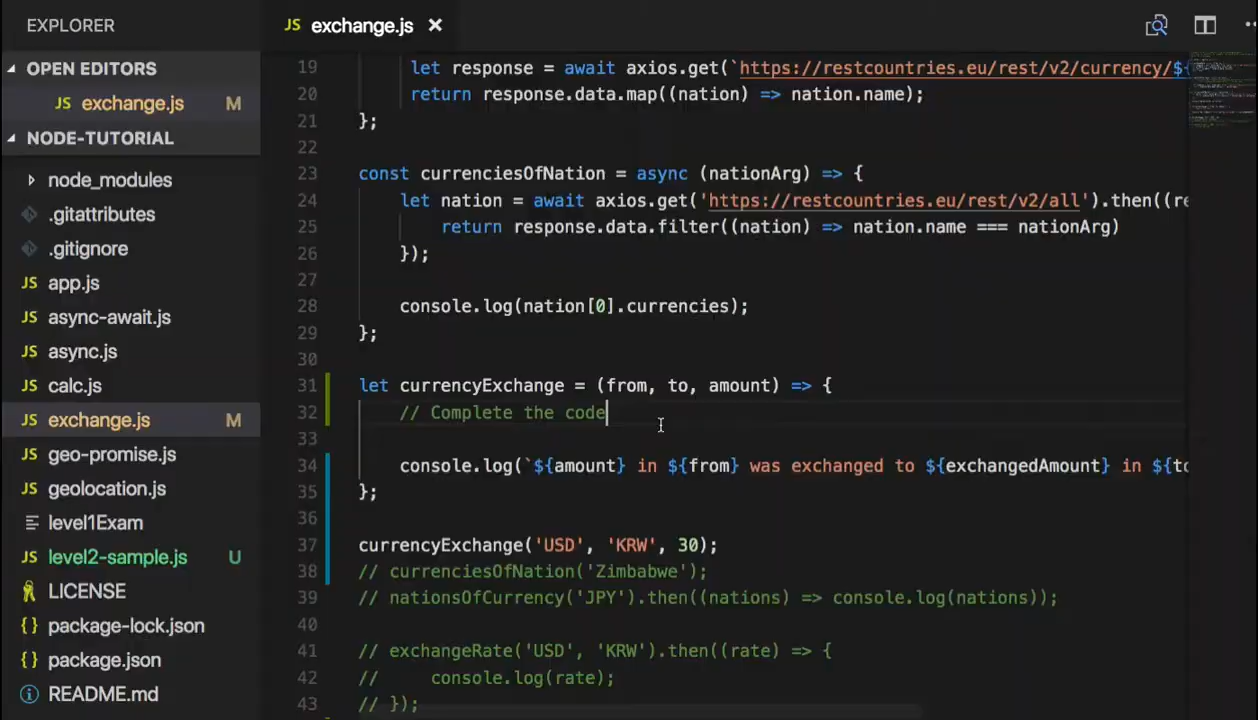 EXPLORER
OPEN EDITORS
JS exchange.js M
NODE-TUTORIAL
node_modules
.gitattributes
.gitignore
JS app.js
JS async-await.js
JS async.js
JS calc.js
JS exchange.js M
JS geo-promise.js
JS geolocation.js
level1Exam
JS level2-sample.js U
LICENSE
{} package-lock.json
{} package.json
README.md
JS exchange.js ×
19 let response = await axios.get(`https://restcountries.eu/rest/v2/currency/${
20 return response.data.map((nation) => nation.name);
21 };
22
23 const currenciesOfNation = async (nationArg) => {
24 let nation = await axios.get('https://restcountries.eu/rest/v2/all').then((re
25 return response.data.filter((nation) => nation.name === nationArg)
26 });
27
28 console.log(nation[0].currencies);
29 };
30
31 let currencyExchange = (from, to, amount) => {
32 // Complete the code
33
34 console.log(`${amount} in ${from} was exchanged to ${exchangedAmount} in ${to
35 };
36
37 currencyExchange('USD', 'KRW', 30);
38 // currenciesOfNation('Zimbabwe');
39 // nationsOfCurrency('JPY').then((nations) => console.log(nations));
40
41 // exchangeRate('USD', 'KRW').then((rate) => {
42 // console.log(rate);
43 // });